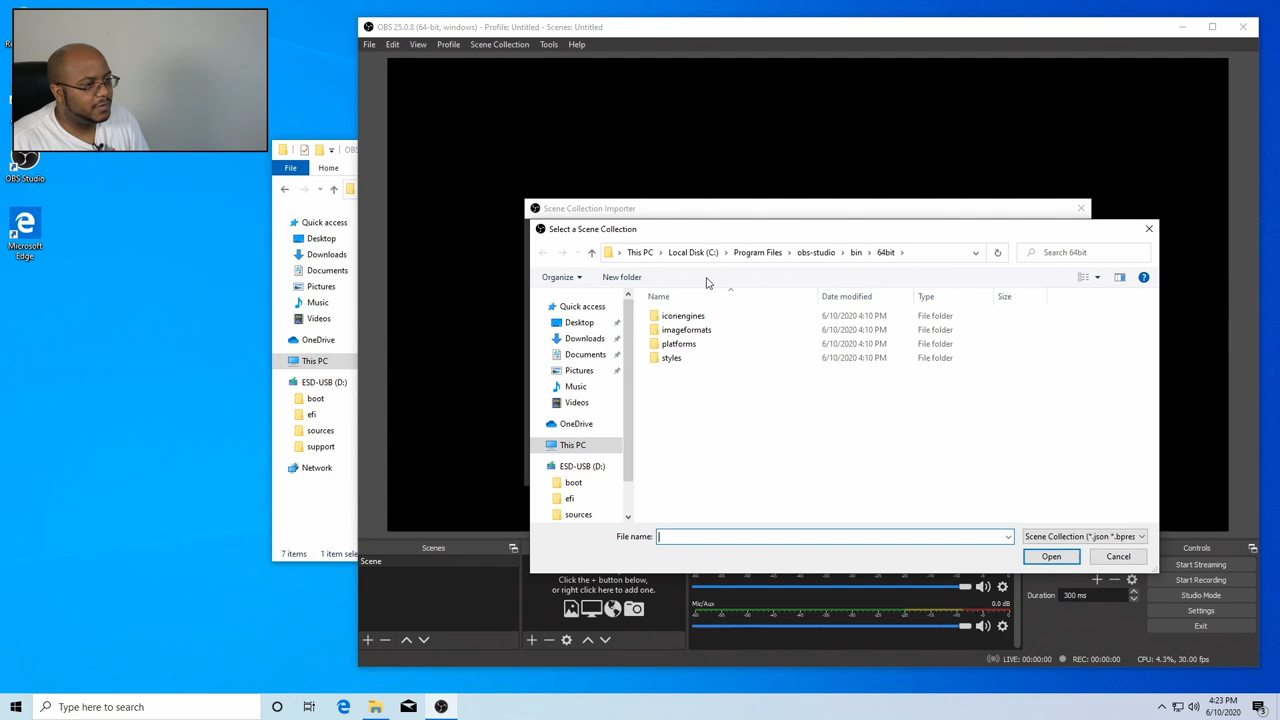 OBS 25.0.8 (64-bit, windows) - Profile: Untitled - Scenes: Untitled
File Edit View Profile Scene Collection Tools Help
OBS Studio
Microsoft
Edge
File Home
Quick access
Desktop
Downloads
Documents
Pictures
Music
Videos
OneDrive
This PC
ESD-USB (D:)
boot
efi
sources
support
Network
7 items 1 item sele
Scene Collection Importer
Select a Scene Collection
This PC Local Disk (C:) Program Files obs-studio bin 64bit
Search 64bit
Organize New folder
Quick access
Desktop
Downloads
Documents
Pictures
Music
Videos
OneDrive
This PC
ESD-USB (D:)
boot
efi
sources
Name Date modified Type Size
iconengines 6/10/2020 4:10 PM File folder
imageformats 6/10/2020 4:10 PM File folder
platforms 6/10/2020 4:10 PM File folder
styles 6/10/2020 4:10 PM File folder
File name: Scene Collection (*.json *.bpres
Open Cancel
Scenes
Scene
Click the + button below,
or right click here to add one.
Mic/Aux 0.0 dB
Duration 300 ms
Controls
Start Streaming
Start Recording
Studio Mode
Settings
Exit
LIVE: 00:00:00 REC: 00:00:00 CPU: 4.3%, 30.00 fps
Type here to search
4:23 PM
6/10/2020
3